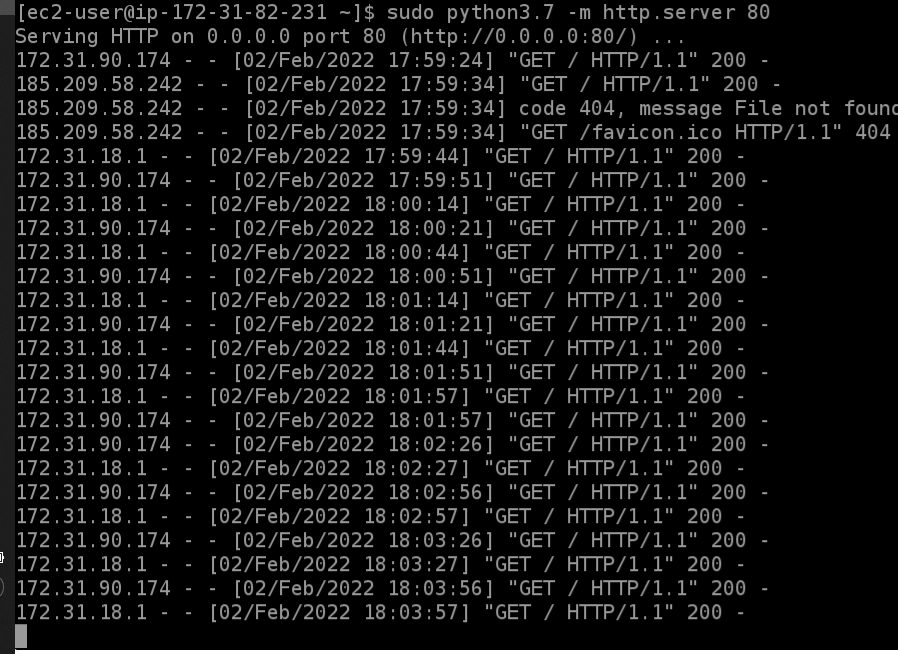 [ec2-user@ip-172-31-82-231 ~]$ sudo python3.7 -m http.server 80
Serving HTTP on 0.0.0.0 port 80 (http://0.0.0.0:80/) ...
172.31.90.174 - - [02/Feb/2022 17:59:24] "GET / HTTP/1.1" 200 -
185.209.58.242 - - [02/Feb/2022 17:59:34] "GET / HTTP/1.1" 200 -
185.209.58.242 - - [02/Feb/2022 17:59:34] code 404, message File not found
185.209.58.242 - - [02/Feb/2022 17:59:34] "GET /favicon.ico HTTP/1.1" 404
172.31.18.1 - - [02/Feb/2022 17:59:44] "GET / HTTP/1.1" 200 -
172.31.90.174 - - [02/Feb/2022 17:59:51] "GET / HTTP/1.1" 200 -
172.31.18.1 - - [02/Feb/2022 18:00:14] "GET / HTTP/1.1" 200 -
172.31.90.174 - - [02/Feb/2022 18:00:21] "GET / HTTP/1.1" 200 -
172.31.18.1 - - [02/Feb/2022 18:00:44] "GET / HTTP/1.1" 200 -
172.31.90.174 - - [02/Feb/2022 18:00:51] "GET / HTTP/1.1" 200 -
172.31.18.1 - - [02/Feb/2022 18:01:14] "GET / HTTP/1.1" 200 -
172.31.90.174 - - [02/Feb/2022 18:01:21] "GET / HTTP/1.1" 200 -
172.31.18.1 - - [02/Feb/2022 18:01:44] "GET / HTTP/1.1" 200 -
172.31.90.174 - - [02/Feb/2022 18:01:51] "GET / HTTP/1.1" 200 -
172.31.18.1 - - [02/Feb/2022 18:01:57] "GET / HTTP/1.1" 200 -
172.31.90.174 - - [02/Feb/2022 18:01:57] "GET / HTTP/1.1" 200 -
172.31.90.174 - - [02/Feb/2022 18:02:26] "GET / HTTP/1.1" 200 -
172.31.18.1 - - [02/Feb/2022 18:02:27] "GET / HTTP/1.1" 200 -
172.31.90.174 - - [02/Feb/2022 18:02:56] "GET / HTTP/1.1" 200 -
172.31.18.1 - - [02/Feb/2022 18:02:57] "GET / HTTP/1.1" 200 -
172.31.90.174 - - [02/Feb/2022 18:03:26] "GET / HTTP/1.1" 200 -
172.31.18.1 - - [02/Feb/2022 18:03:27] "GET / HTTP/1.1" 200 -
172.31.90.174 - - [02/Feb/2022 18:03:56] "GET / HTTP/1.1" 200 -
172.31.18.1 - - [02/Feb/2022 18:03:57] "GET / HTTP/1.1" 200 -